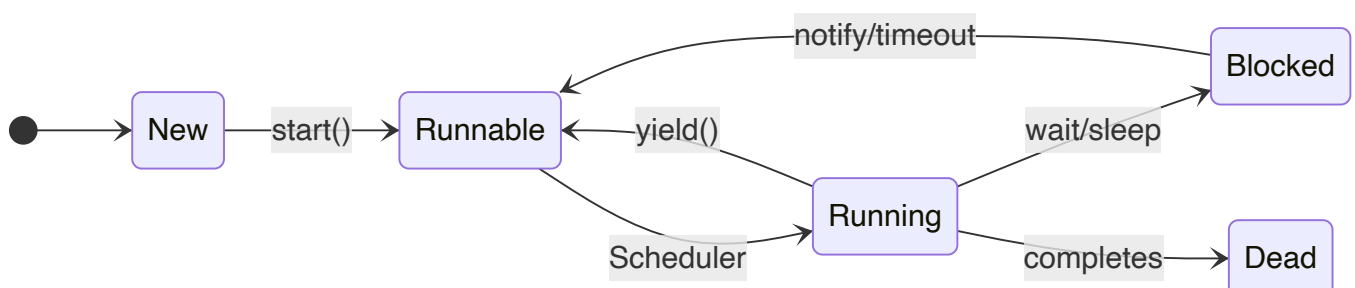 notify/timeout
Blocked
New
start()
Runnable
yield()
wait/sleep
Running
Scheduler
completes
Dead